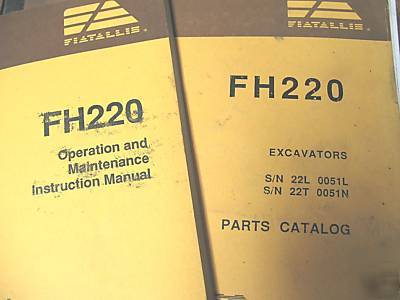 FIATALLIS
FH220
Operation and
Maintenance
Instruction Manual
FIATALLIS
FH220
EXCAVATORS
S/N 22L 0051L
S/N 22T 0051N
PARTS CATALOG